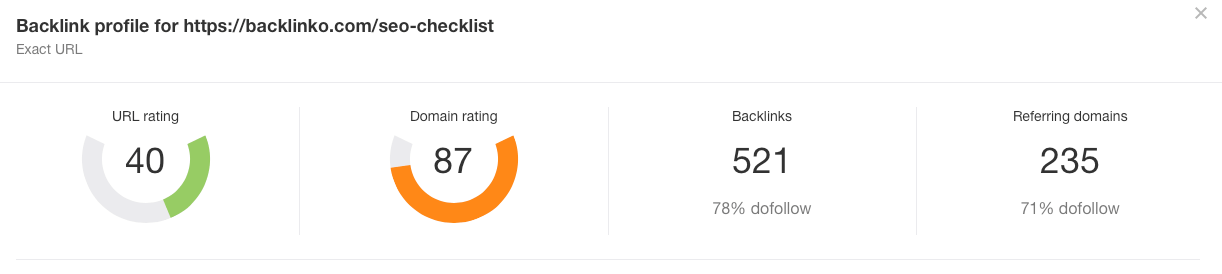 Backlink profile for https://backlinko.com/seo-checklist
Exact URL
URL rating
40
Domain rating
87
Backlinks
521
78% dofollow
Referring domains
235
71% dofollow